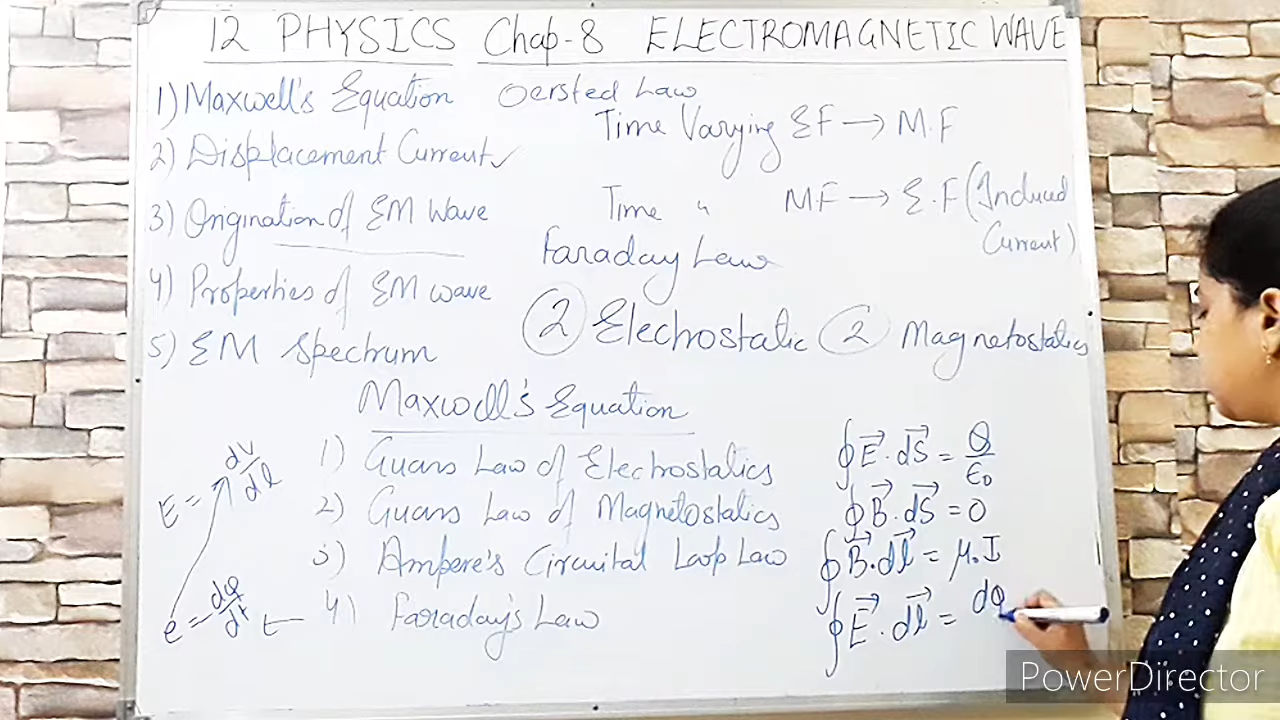 12 PHYSICS Chap-8 ELECTROMAGNETIC WAVE
1) Maxwell's Equation Oersted Law
Time Varying EF → M.F
2) Displacement Current ✓
3) Origination of EM Wave
Time " MF → E.F (Induced Current)
Faraday Law
4) Properties of EM wave
② Electrostatic ② Magnetostatics
5) EM Spectrum
Maxwell's Equation
1) Guass Law of Electrostatics ∮E⃗·dS⃗ = Q/ε₀
E = dV/dl
2) Guass Law of Magnetostatics ∮B⃗·dS⃗ = 0
3) Ampere's Circuital Loop Law ∮B⃗·dl⃗ = μ₀I
4) Faraday's Law ∮E⃗·dl⃗ = dφ
e = -dφ/dt ←
PowerDirector